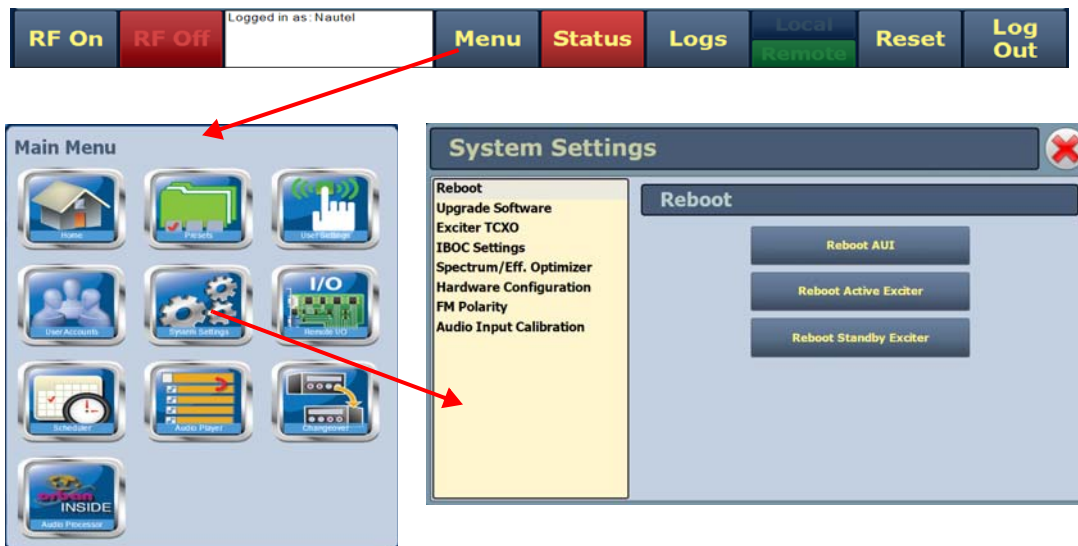 RF On
RF Off
Logged in as: Nautel
Menu
Status
Logs
Local
Remote
Reset
Log
Out
Main Menu
Home
Presets
User Settings
User Accounts
System Settings
I/O
Remote I/O
Scheduler
Audio Player
Changeover
orban
INSIDE
Audio Processor
System Settings
Reboot
Upgrade Software
Exciter TCXO
IBOC Settings
Spectrum/Eff. Optimizer
Hardware Configuration
FM Polarity
Audio Input Calibration
Reboot
Reboot AUI
Reboot Active Exciter
Reboot Standby Exciter